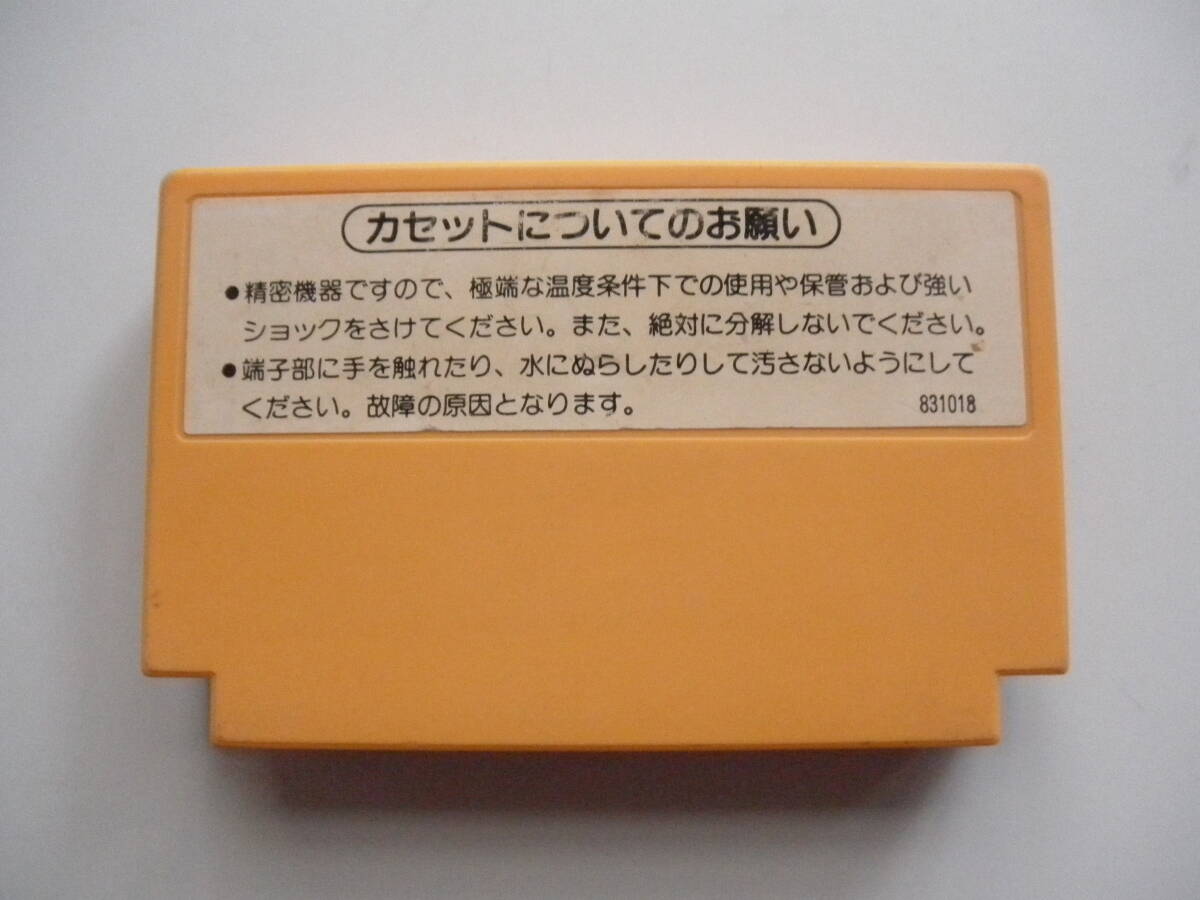 カセットについてのお願い
●精密機器ですので、極端な温度条件下での使用や保管および強い
ショックをさけてください。また、絶対に分解しないでください。
●端子部に手を触れたり、水にぬらしたりして汚さないようにして
ください。故障の原因となります。 831018